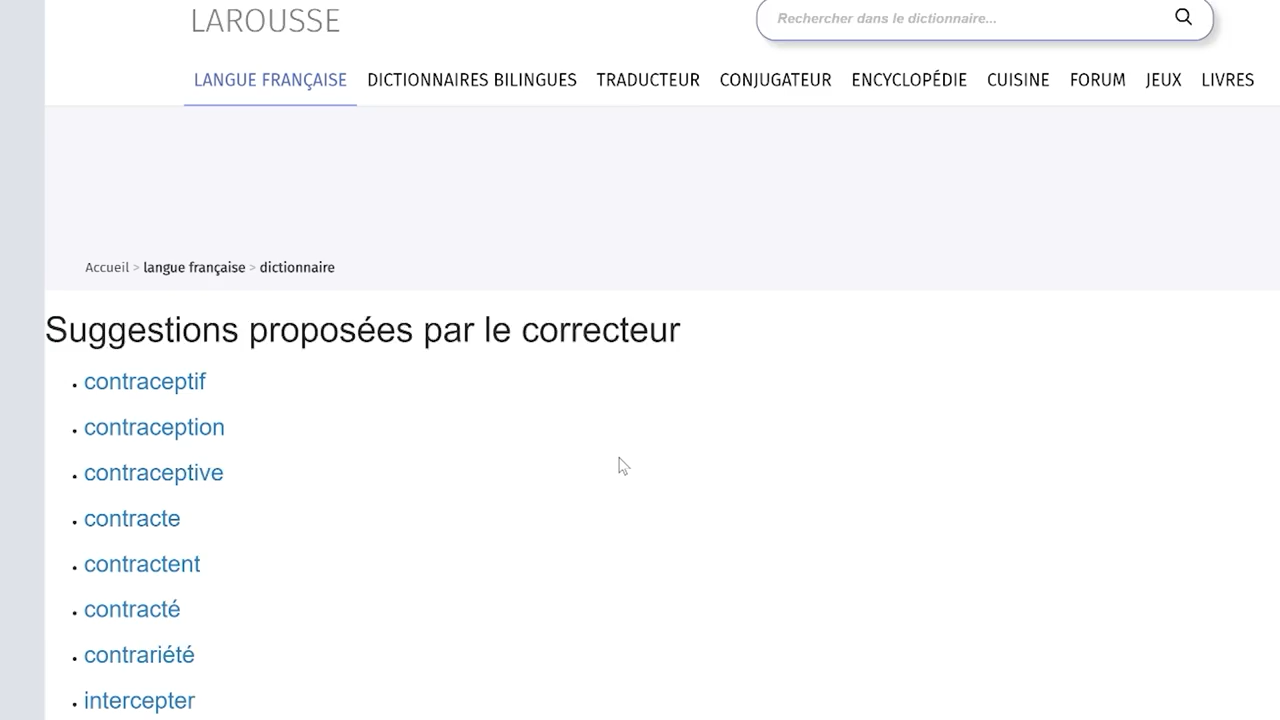 LAROUSSE
Rechercher dans le dictionnaire...
LANGUE FRANÇAISE DICTIONNAIRES BILINGUES TRADUCTEUR CONJUGATEUR ENCYCLOPÉDIE CUISINE FORUM JEUX LIVRES
Accueil > langue française > dictionnaire
Suggestions proposées par le correcteur
• contraceptif
• contraception
• contraceptive
• contracte
• contractent
• contracté
• contrariété
• intercepter